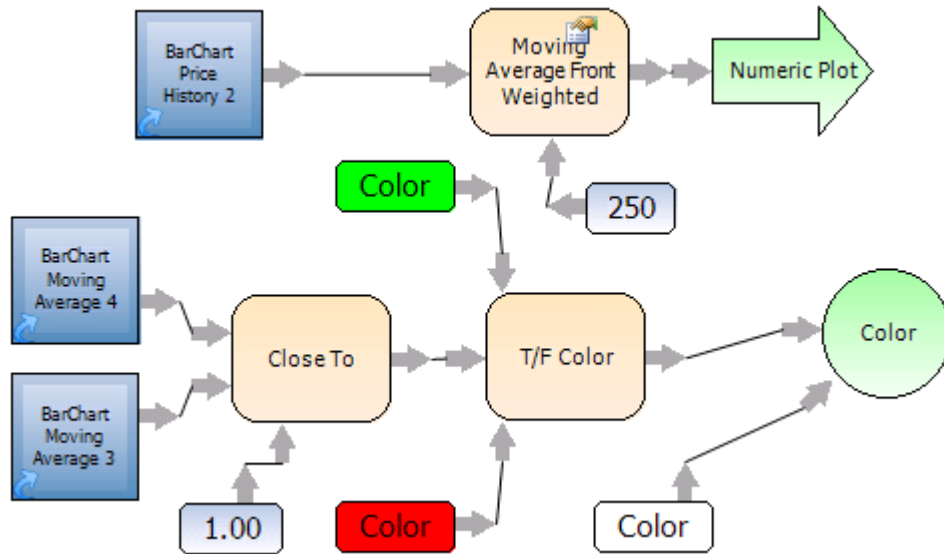 BarChart
Price
History 2
Moving
Average Front
Weighted
Numeric Plot
Color
250
BarChart
Moving
Average 4
Close To
T/F Color
Color
BarChart
Moving
Average 3
1.00
Color
Color